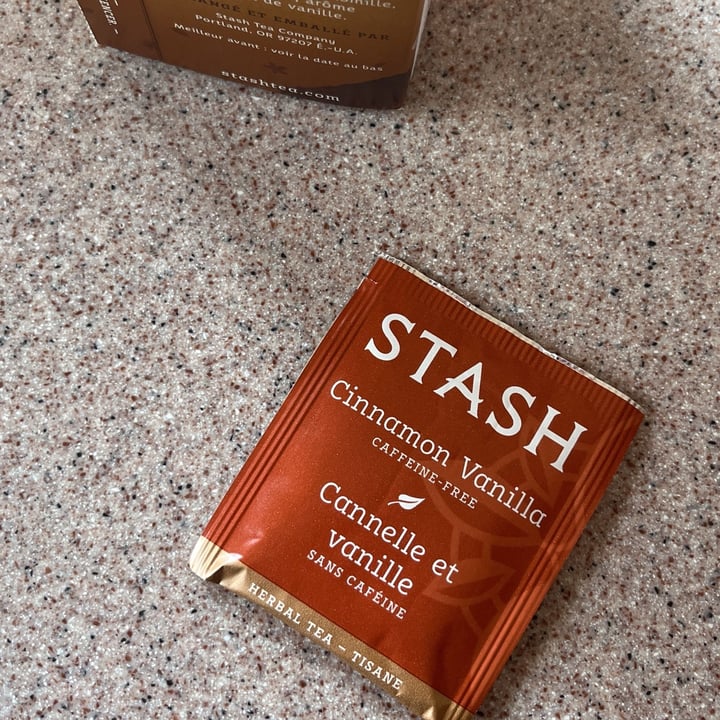 arôme
de vanille.
ET EMBALLÉ PAR
Stash Tea Company
Portland, OR 97207 É.-U.A.
Meilleur avant : voir la date au bas
stashtea.com
STASH
Cinnamon Vanilla
CAFFEINE-FREE
Cannelle et
vanille
SANS CAFÉINE
HERBAL TEA – TISANE